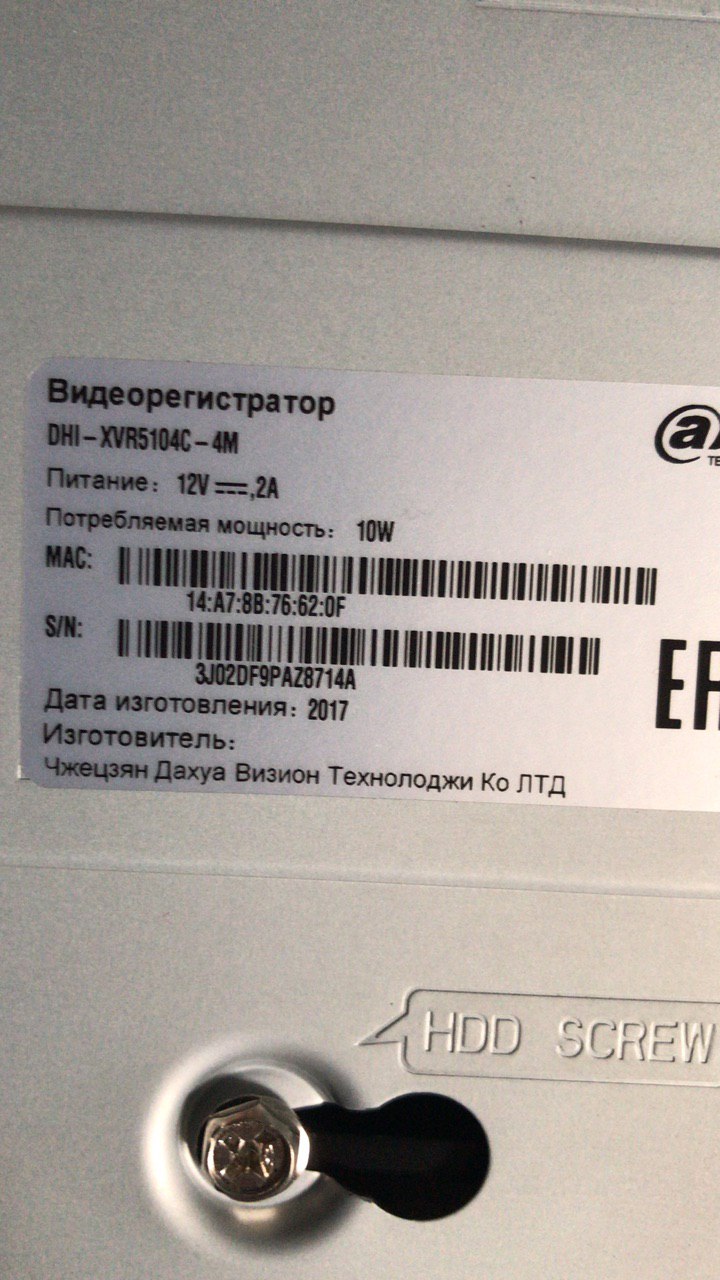 Видеорегистратор
DHI-XVR5104C-4M
Питание: 12V⎓,2A
Потребляемая мощность: 10W
MAC:
14:A7:8B:76:62:0F
S/N:
3J02DF9PAZ8714A
Дата изготовления: 2017
Изготовитель:
Чжецзян Дахуа Визион Технолоджи Ко ЛТД
HDD SCREW